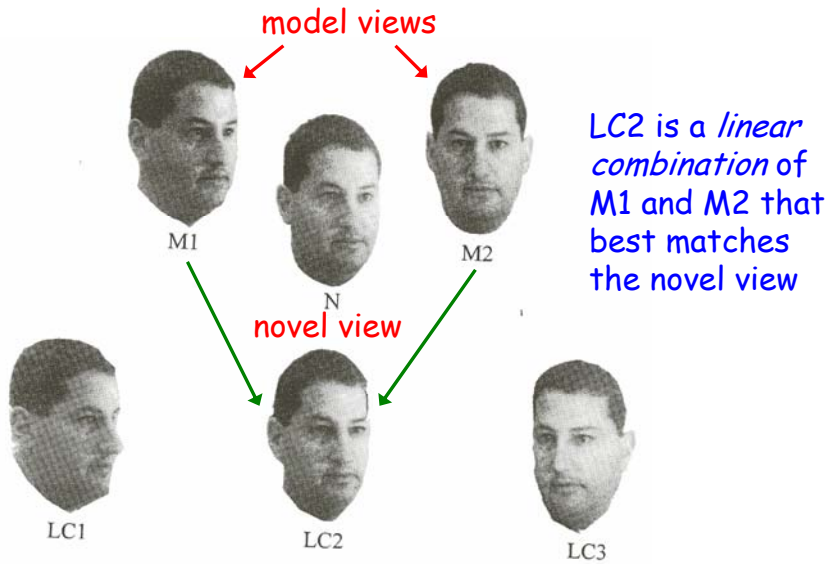 model views
LC2 is a linear
combination of
M1 and M2 that
best matches
the novel view
M1
M2
N
novel view
LC1
LC2
LC3